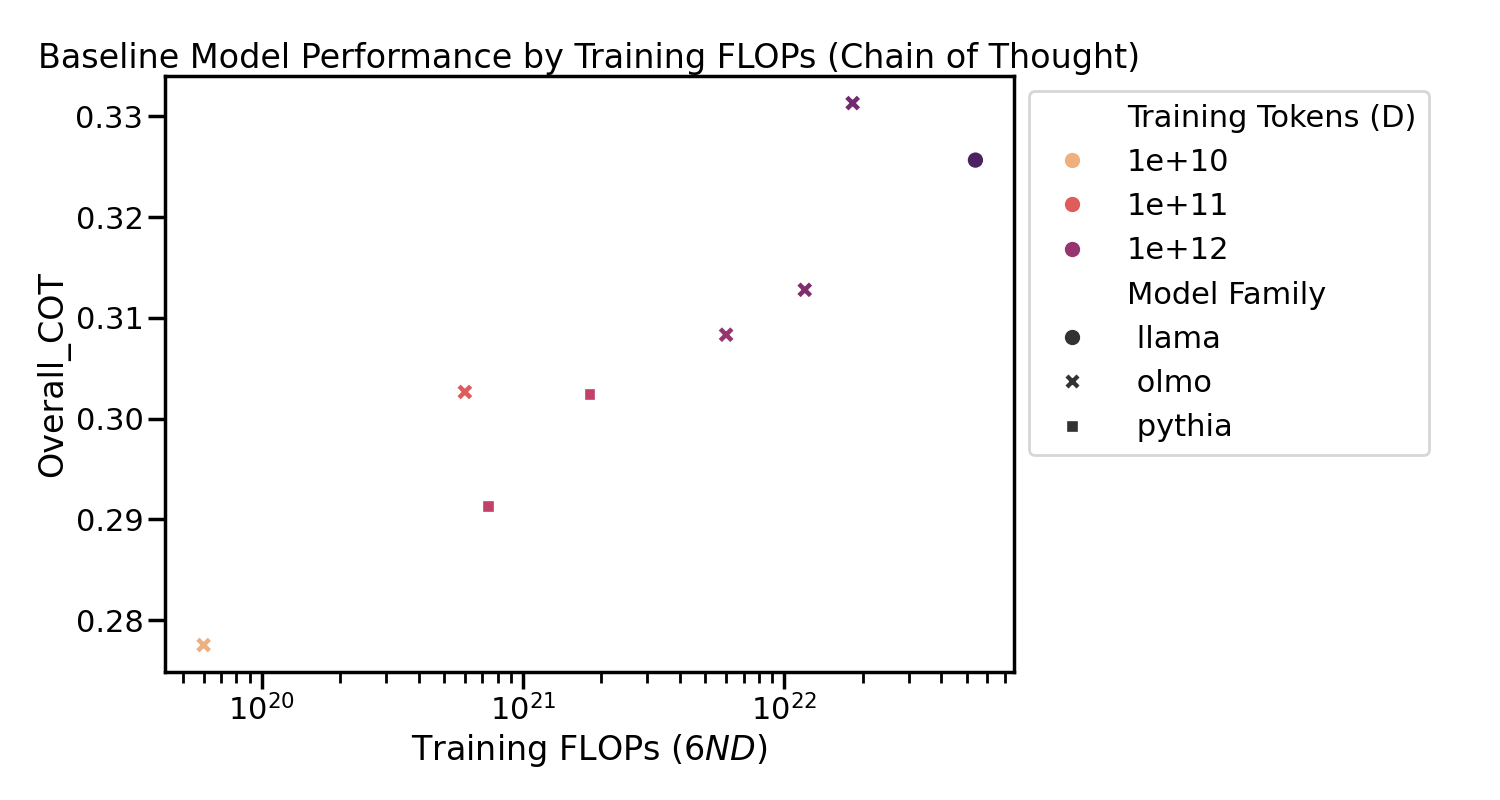 Baseline Model Performance by Training FLOPs (Chain of Thought)
Overall_COT
0.33
0.32
0.31
0.30
0.29
0.28
10^20
10^21
10^22
Training FLOPs (6ND)
Training Tokens (D)
1e+10
1e+11
1e+12
Model Family
llama
olmo
pythia